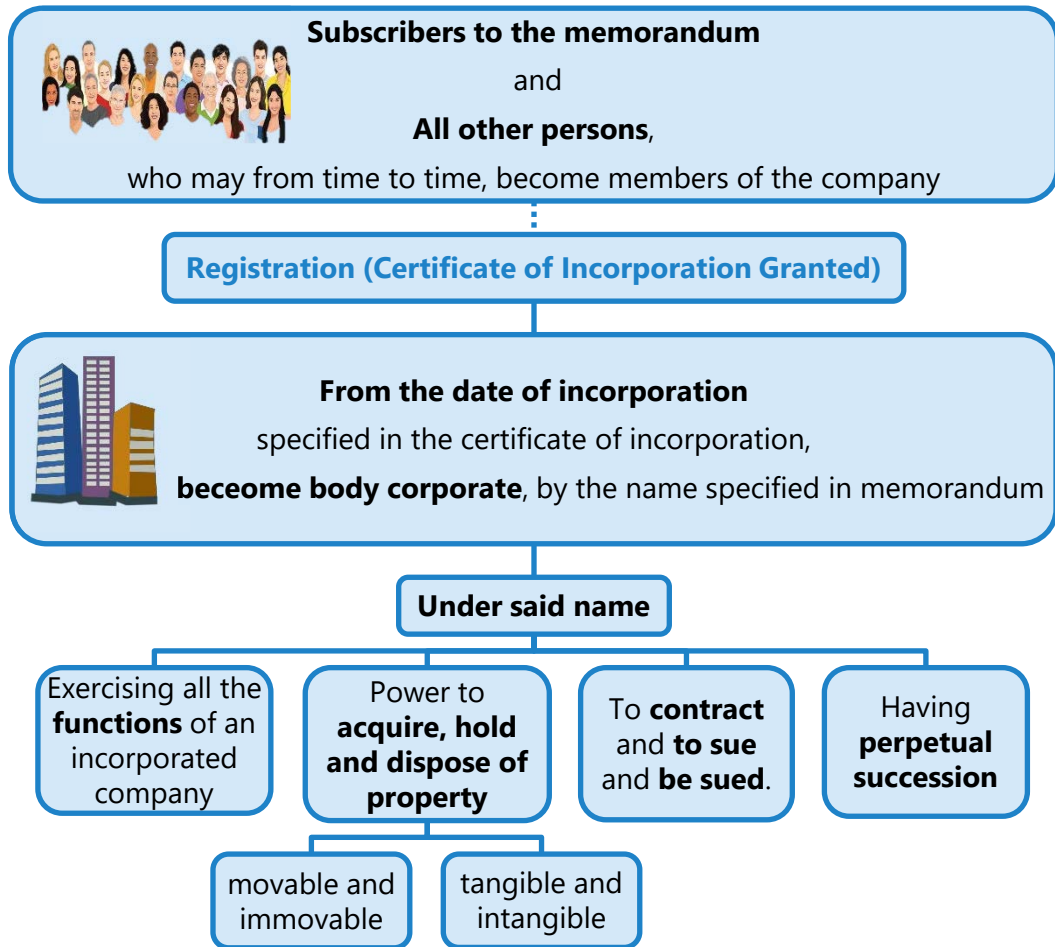 Subscribers to the memorandum
and
All other persons,
who may from time to time, become members of the company
Registration (Certificate of Incorporation Granted)
From the date of incorporation
specified in the certificate of incorporation,
beceome body corporate, by the name specified in memorandum
Under said name
Exercising all the
functions of an
incorporated
company
Power to
acquire, hold
and dispose of
property
To contract
and to sue
and be sued.
Having
perpetual
succession
movable and
immovable
tangible and
intangible